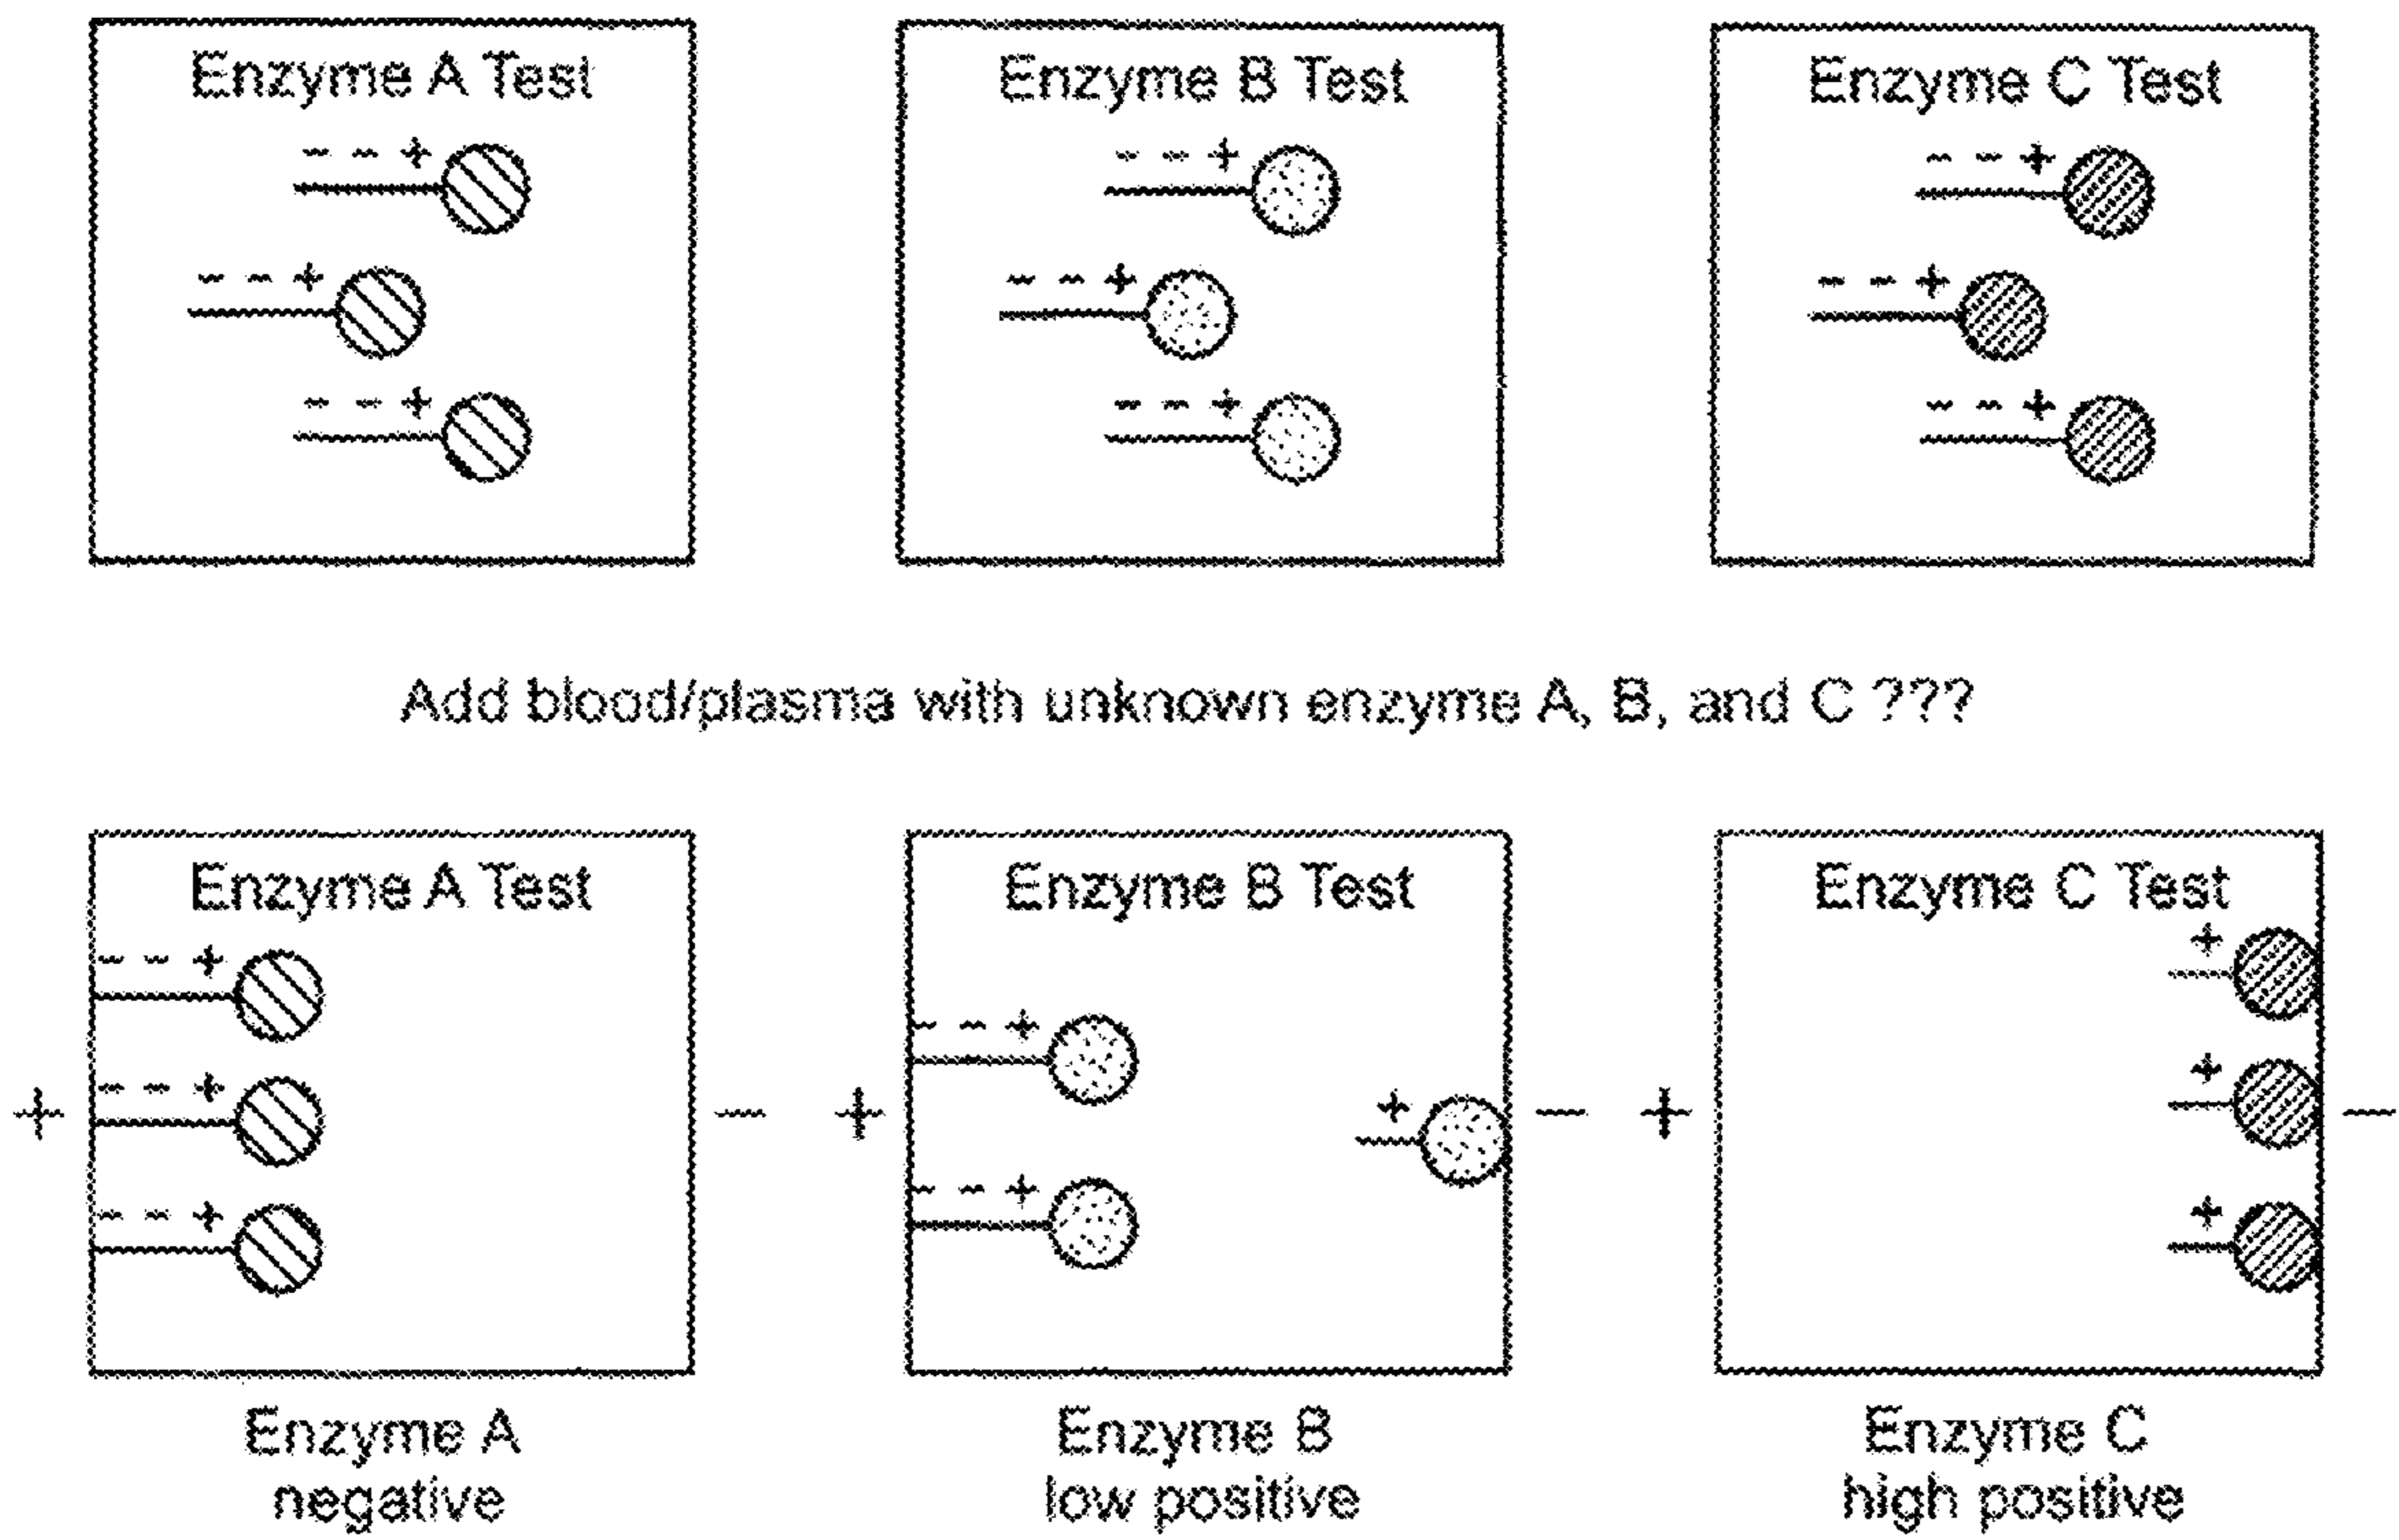 Enzyme A Test
Enzyme B Test
Enzyme C Test
- - +
- - +
- - +
- - +
- - +
- - +
- - +
- - +
- - +
Add blood/plasma with unknown enzyme A, B, and C ???
Enzyme A Test
Enzyme B Test
Enzyme C Test
- - +
- - +
+
- - +
+
+
+ - + - + -
- - +
- - +
+
Enzyme A
negative
Enzyme B
low positive
Enzyme C
high positive